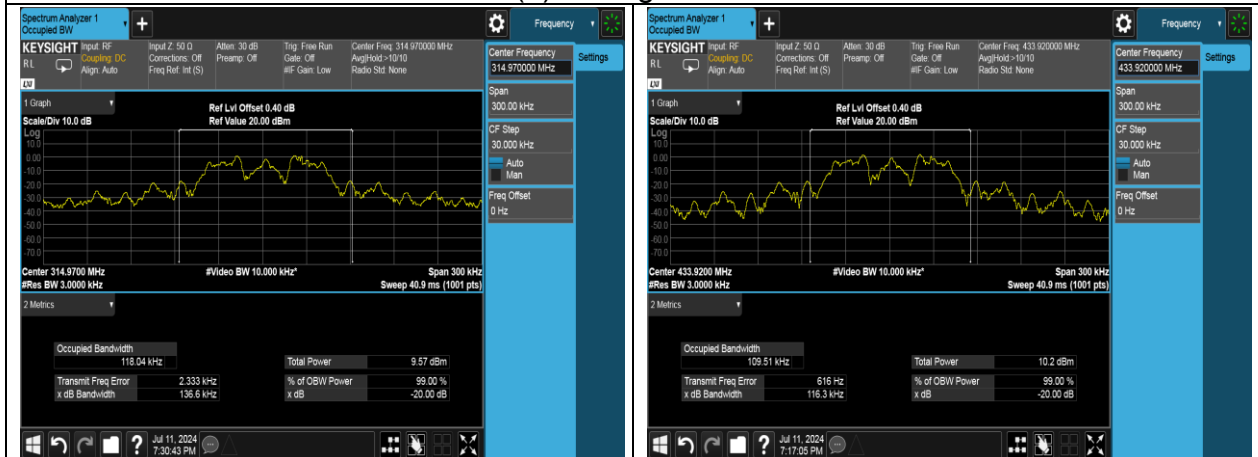 Spectrum Analyzer 1
Occupied BW
+
Frequency
KEYSIGHT
R L
LXI
Input: RF
Coupling: DC
Align: Auto
Input Z: 50 Ω
Corrections: Off
Freq Ref: Int (S)
Atten: 30 dB
Preamp: Off
Trig: Free Run
Gate: Off
#IF Gain: Low
Center Freq: 314.970000 MHz
Avg|Hold:>10/10
Radio Std: None
Center Frequency
314.970000 MHz
Settings
Span
300.00 kHz
CF Step
30.000 kHz
Auto
Man
Freq Offset
0 Hz
1 Graph
Scale/Div 10.0 dB
Ref Lvl Offset 0.40 dB
Ref Value 20.00 dBm
Log
10.0
0.00
-10.0
-20.0
-30.0
-40.0
-50.0
-60.0
-70.0
Center 314.9700 MHz
#Video BW 10.000 kHz*
Span 300 kHz
#Res BW 3.0000 kHz
Sweep 40.9 ms (1001 pts)
2 Metrics
Occupied Bandwidth
118.04 kHz
Total Power 9.57 dBm
Transmit Freq Error 2.333 kHz
% of OBW Power 99.00 %
x dB Bandwidth 136.6 kHz
x dB -20.00 dB
?
Jul 11, 2024
7:30:43 PM
Spectrum Analyzer 1
Occupied BW
+
Frequency
KEYSIGHT
R L
LXI
Input: RF
Coupling: DC
Align: Auto
Input Z: 50 Ω
Corrections: Off
Freq Ref: Int (S)
Atten: 30 dB
Preamp: Off
Trig: Free Run
Gate: Off
#IF Gain: Low
Center Freq: 433.920000 MHz
Avg|Hold:>10/10
Radio Std: None
Center Frequency
433.920000 MHz
Settings
Span
300.00 kHz
CF Step
30.000 kHz
Auto
Man
Freq Offset
0 Hz
1 Graph
Scale/Div 10.0 dB
Ref Lvl Offset 0.40 dB
Ref Value 20.00 dBm
Log
10.0
0.00
-10.0
-20.0
-30.0
-40.0
-50.0
-60.0
-70.0
Center 433.9200 MHz
#Video BW 10.000 kHz*
Span 300 kHz
#Res BW 3.0000 kHz
Sweep 40.9 ms (1001 pts)
2 Metrics
Occupied Bandwidth
109.51 kHz
Total Power 10.2 dBm
Transmit Freq Error 616 Hz
% of OBW Power 99.00 %
x dB Bandwidth 116.3 kHz
x dB -20.00 dB
?
Jul 11, 2024
7:17:05 PM